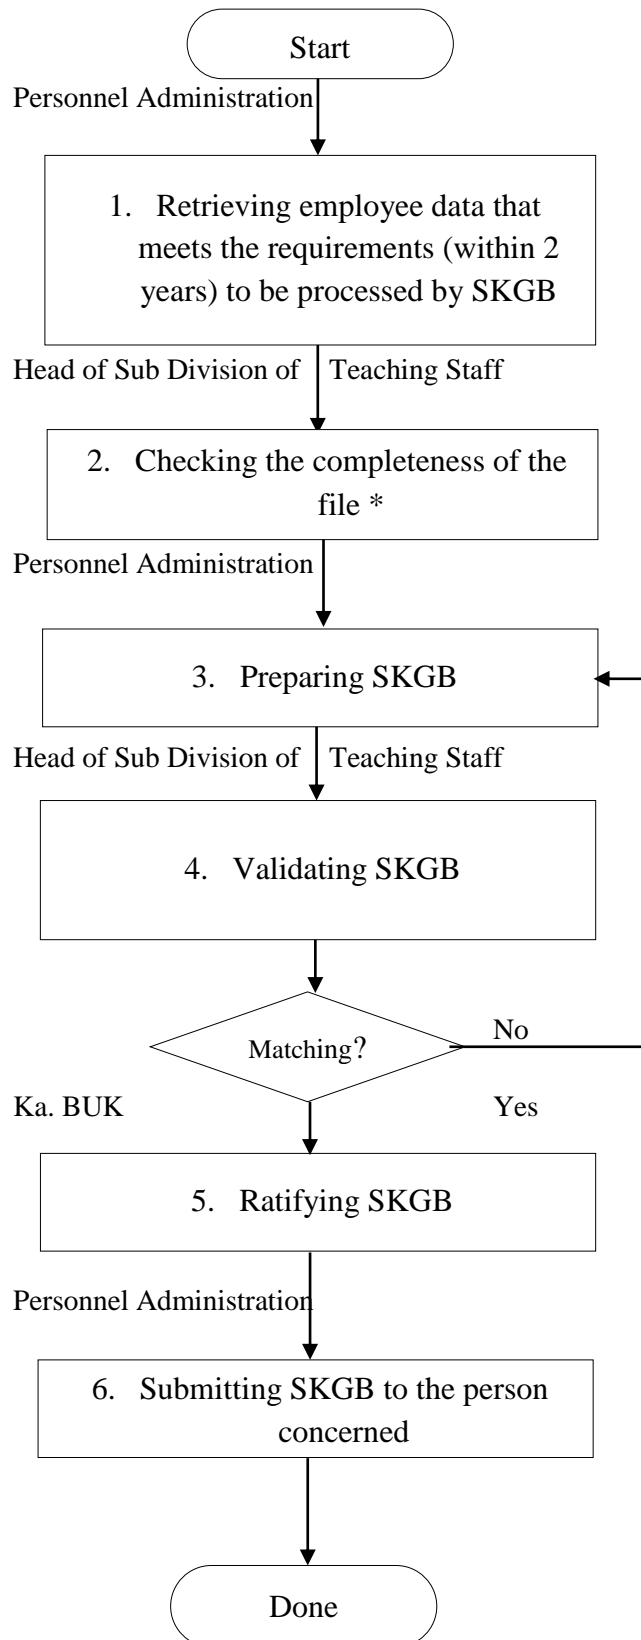 Start
Personnel Administration
1. Retrieving employee data that
meets the requirements (within 2
years) to be processed by SKGB
Head of Sub Division of Teaching Staff
2. Checking the completeness of the
file *
Personnel Administration
3. Preparing SKGB
Head of Sub Division of Teaching Staff
4. Validating SKGB
Matching?
No
Ka. BUK
Yes
5. Ratifying SKGB
Personnel Administration
6. Submitting SKGB to the person
concerned
Done